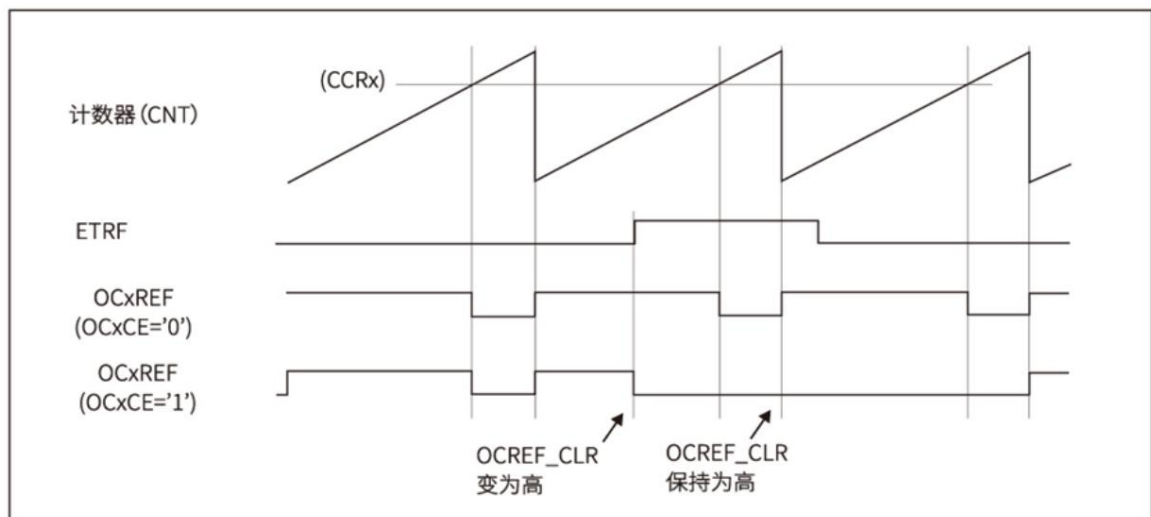 (CCRx)
计数器(CNT)
ETRF
OCxREF
(OCxCE='0')
OCxREF
(OCxCE='1')
OCREF_CLR
变为高
OCREF_CLR
保持为高